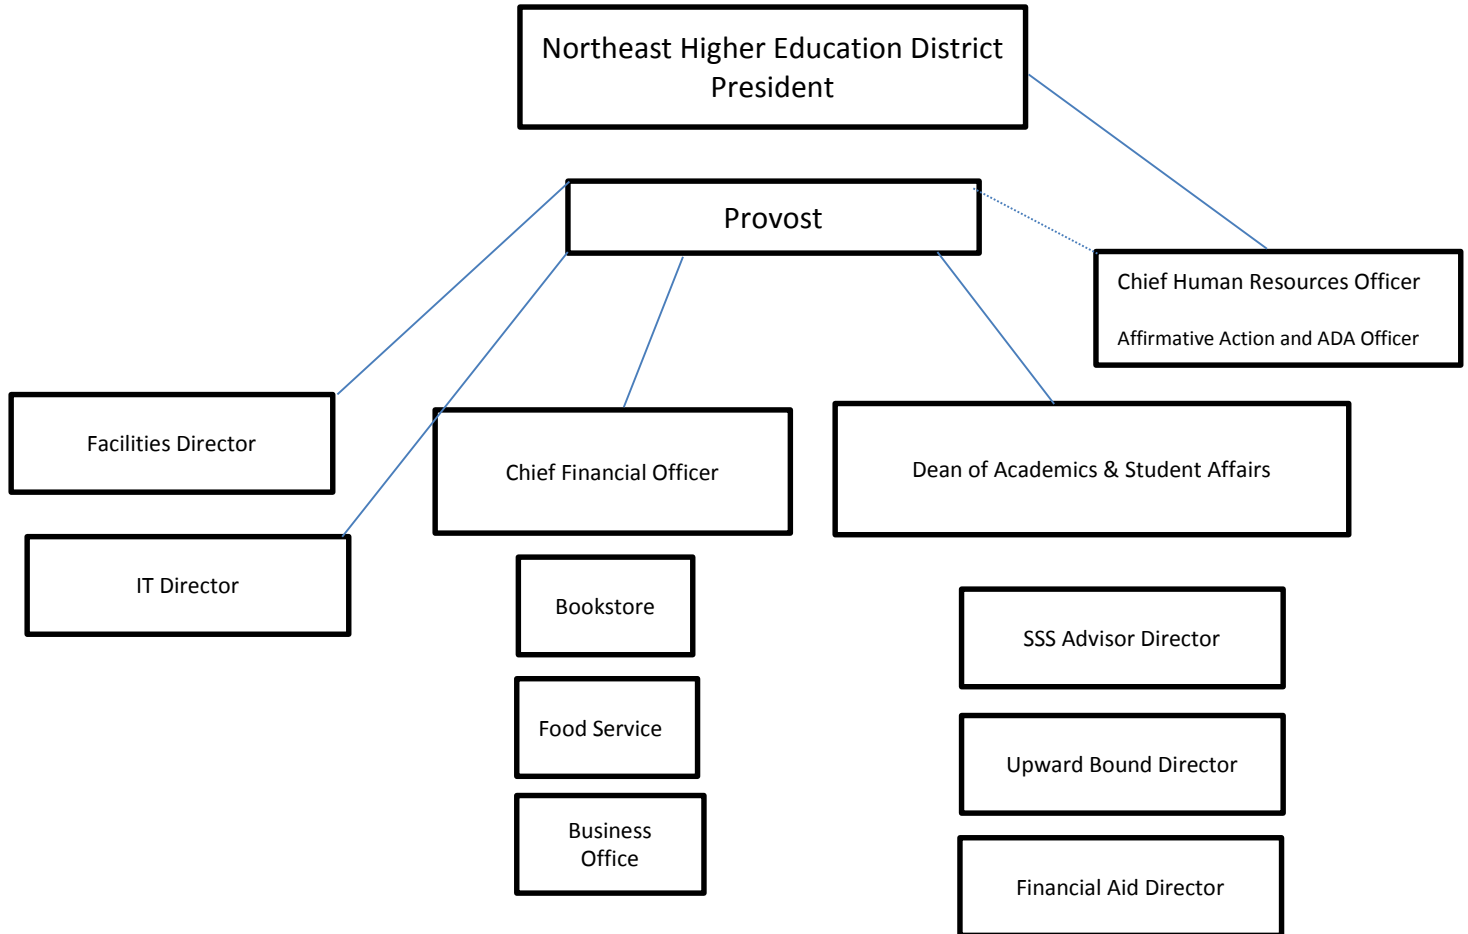 Northeast Higher Education District
President
Provost
Chief Human Resources Officer
Affirmative Action and ADA Officer
Facilities Director
Chief Financial Officer
Dean of Academics & Student Affairs
IT Director
Bookstore
SSS Advisor Director
Food Service
Upward Bound Director
Business
Office
Financial Aid Director